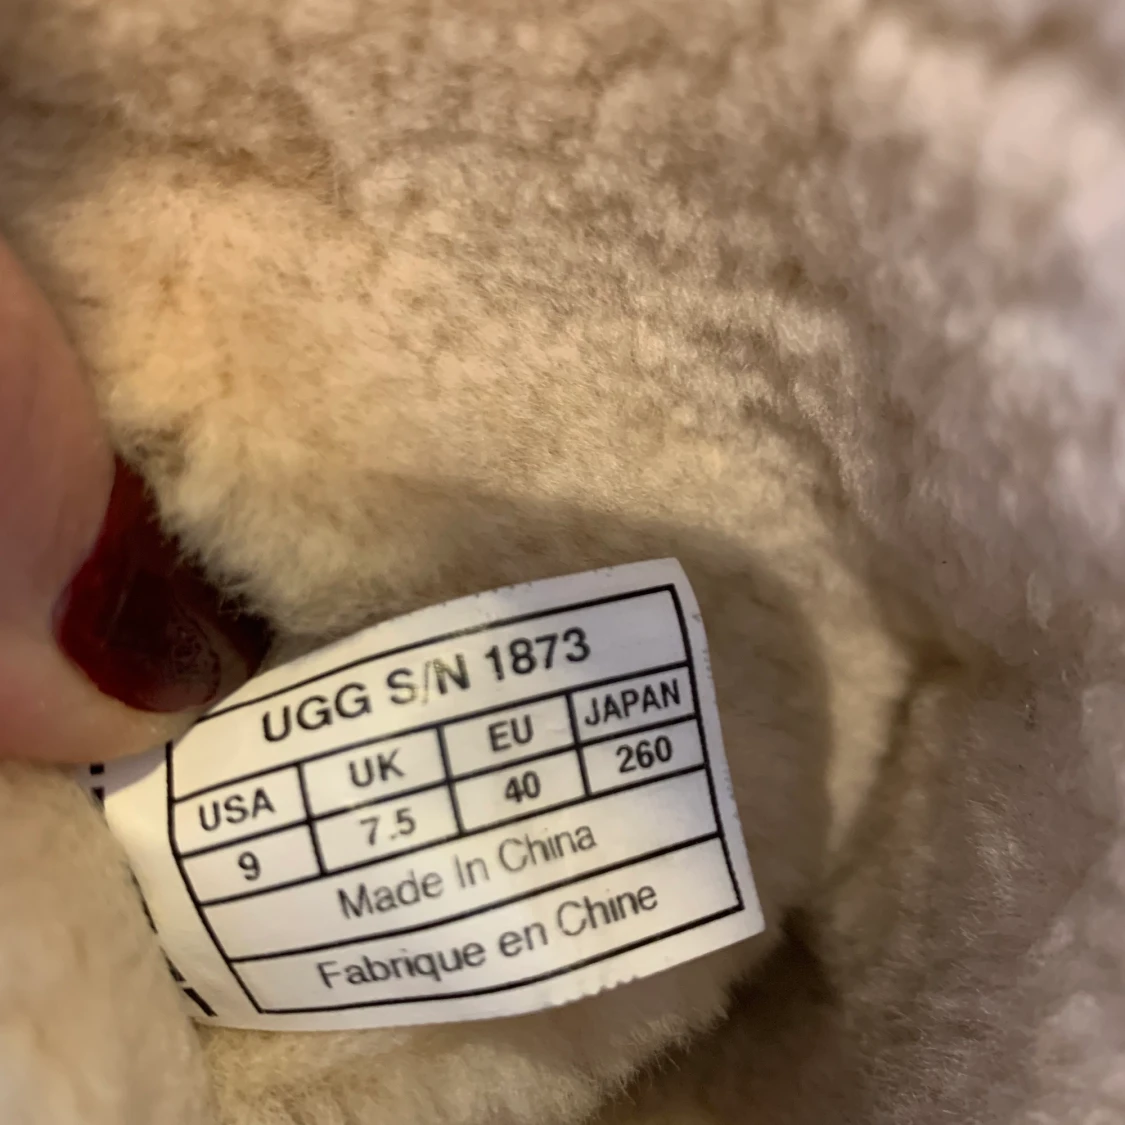 UGG S/N 1873
USA UK EU JAPAN
9 7.5 40 260
Made In China
Fabrique en Chine